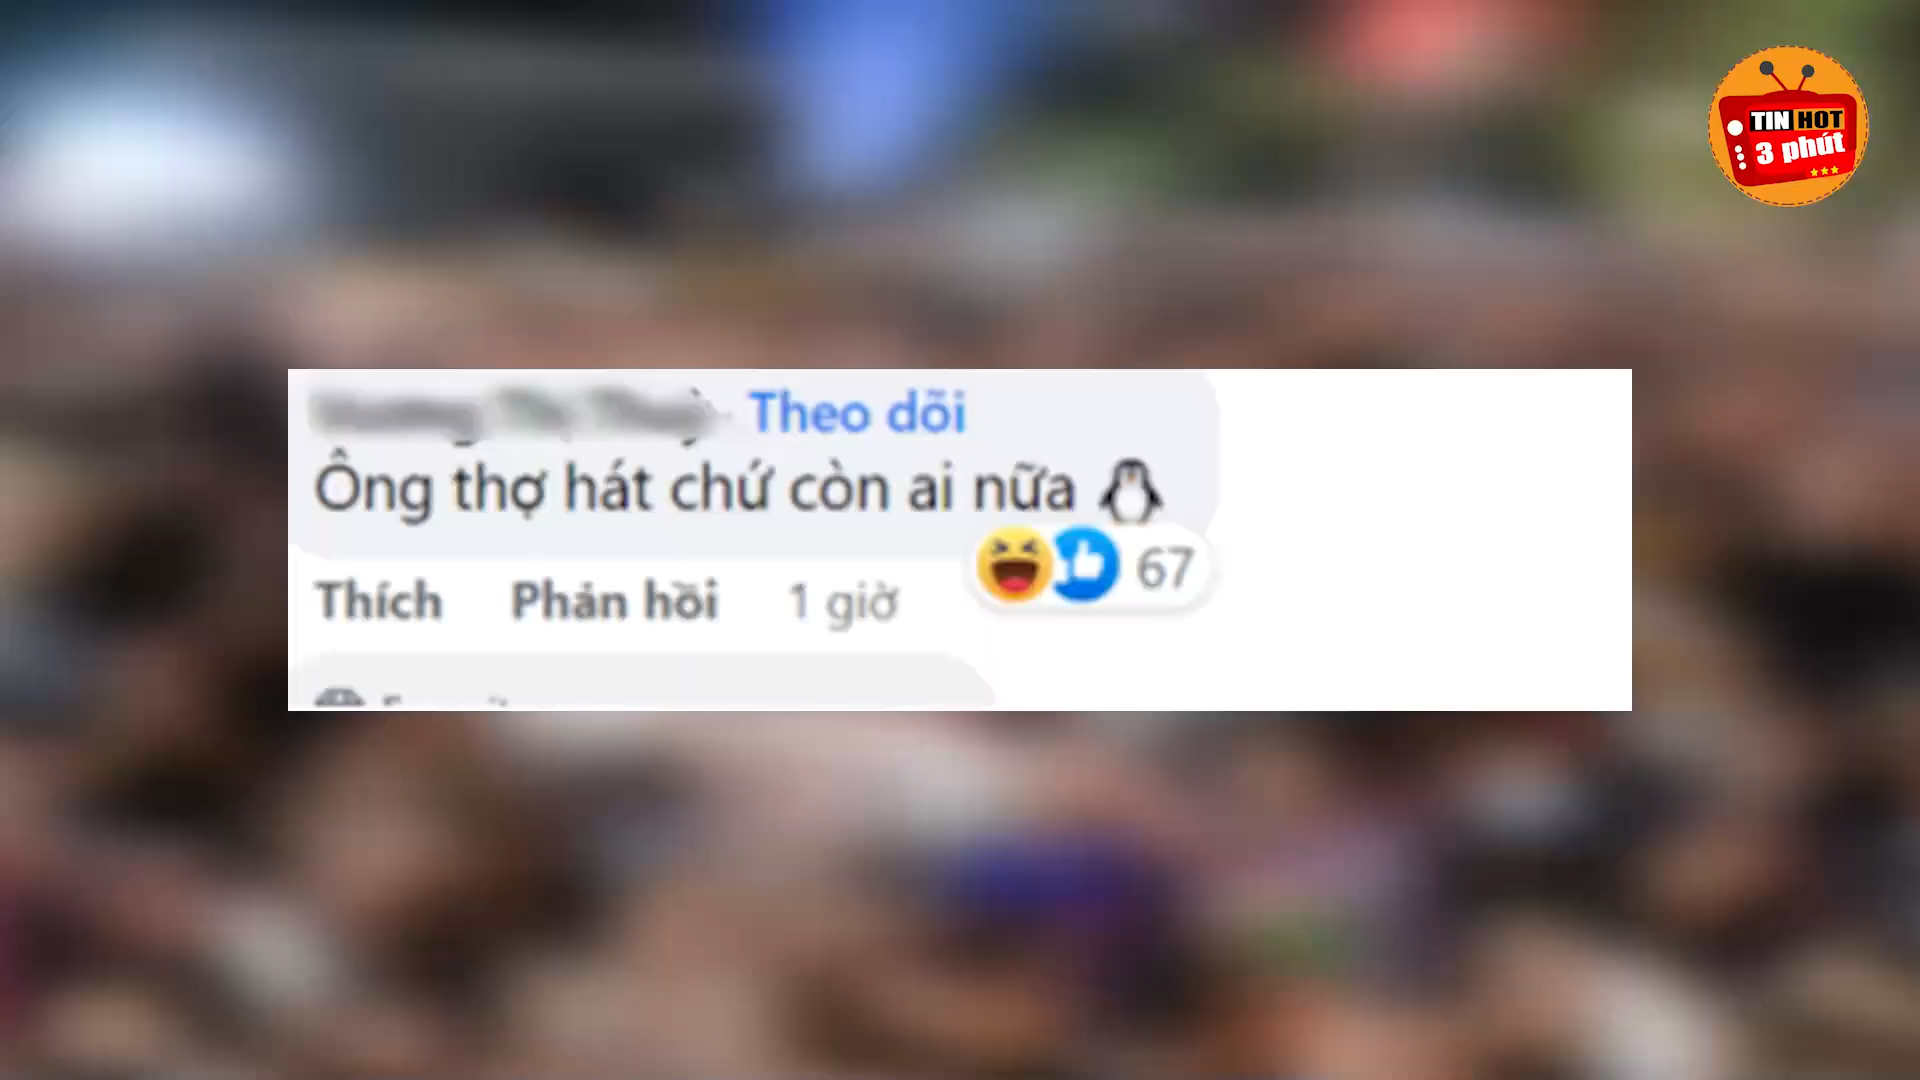 TIN HOT
3 phút
Theo dõi
Ông thợ hát chứ còn ai nữa 🐧
67
Thích Phản hồi 1 giờ